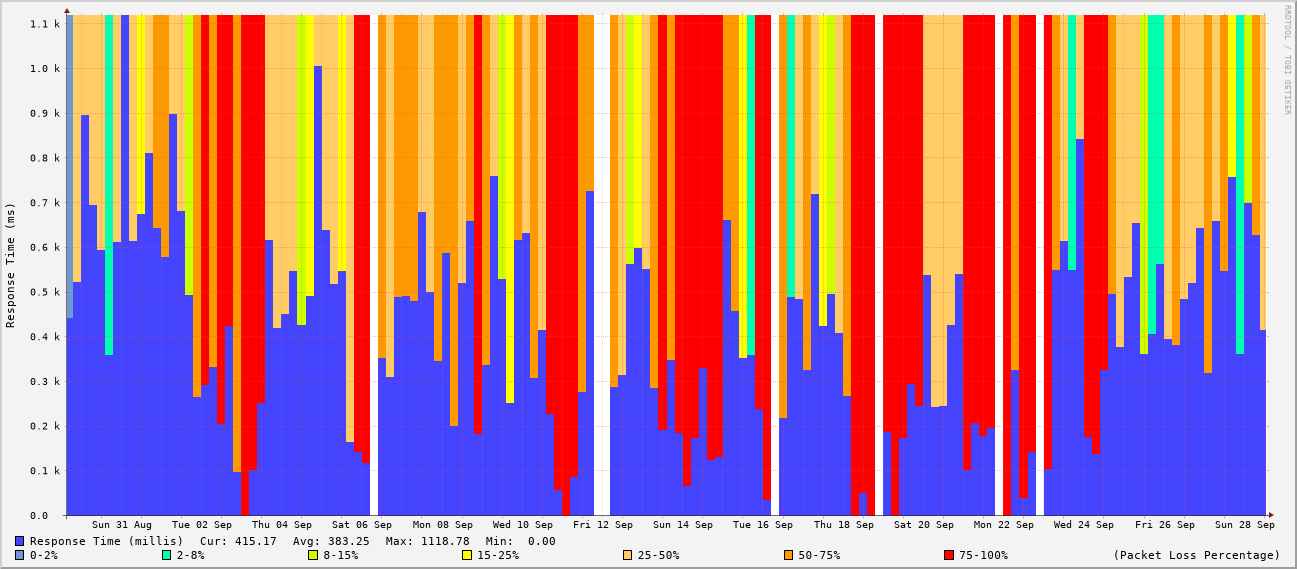 RRDTOOL / TOBI OETIKER
Response Time (ms)
1.1 k
1.0 k
0.9 k
0.8 k
0.7 k
0.6 k
0.5 k
0.4 k
0.3 k
0.2 k
0.1 k
0.0
Sun 31 Aug Tue 02 Sep Thu 04 Sep Sat 06 Sep Mon 08 Sep Wed 10 Sep Fri 12 Sep Sun 14 Sep Tue 16 Sep Thu 18 Sep Sat 20 Sep Mon 22 Sep Wed 24 Sep Fri 26 Sep Sun 28 Sep
Response Time (millis) Cur: 415.17 Avg: 383.25 Max: 1118.78 Min: 0.00
0-2% 2-8% 8-15% 15-25% 25-50% 50-75% 75-100% (Packet Loss Percentage)